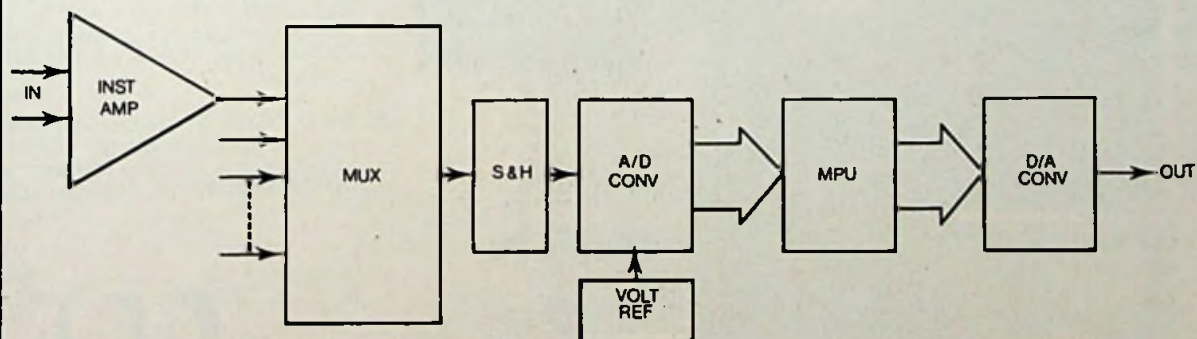 IN
INST
AMP
MUX
S&H
A/D
CONV
VOLT
REF
MPU
D/A
CONV
OUT